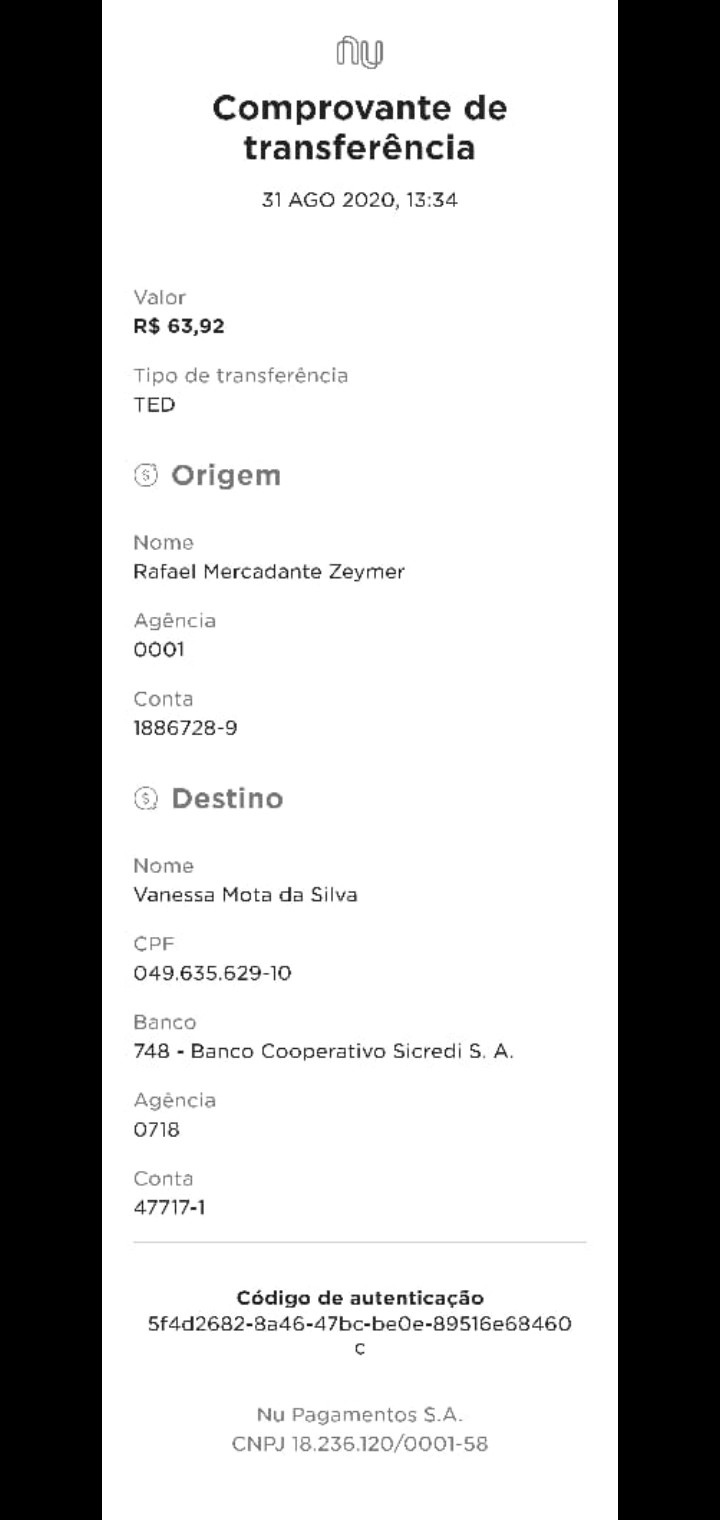 nu
Comprovante de
transferência
31 AGO 2020, 13:34
Valor
R$ 63,92
Tipo de transferência
TED
Origem
Nome
Rafael Mercadante Zeymer
Agência
0001
Conta
1886728-9
Destino
Nome
Vanessa Mota da Silva
CPF
049.635.629-10
Banco
748 - Banco Cooperativo Sicredi S. A.
Agência
0718
Conta
47717-1
Código de autenticação
5f4d2682-8a46-47bc-be0e-89516e68460
c
Nu Pagamentos S.A.
CNPJ 18.236.120/0001-58